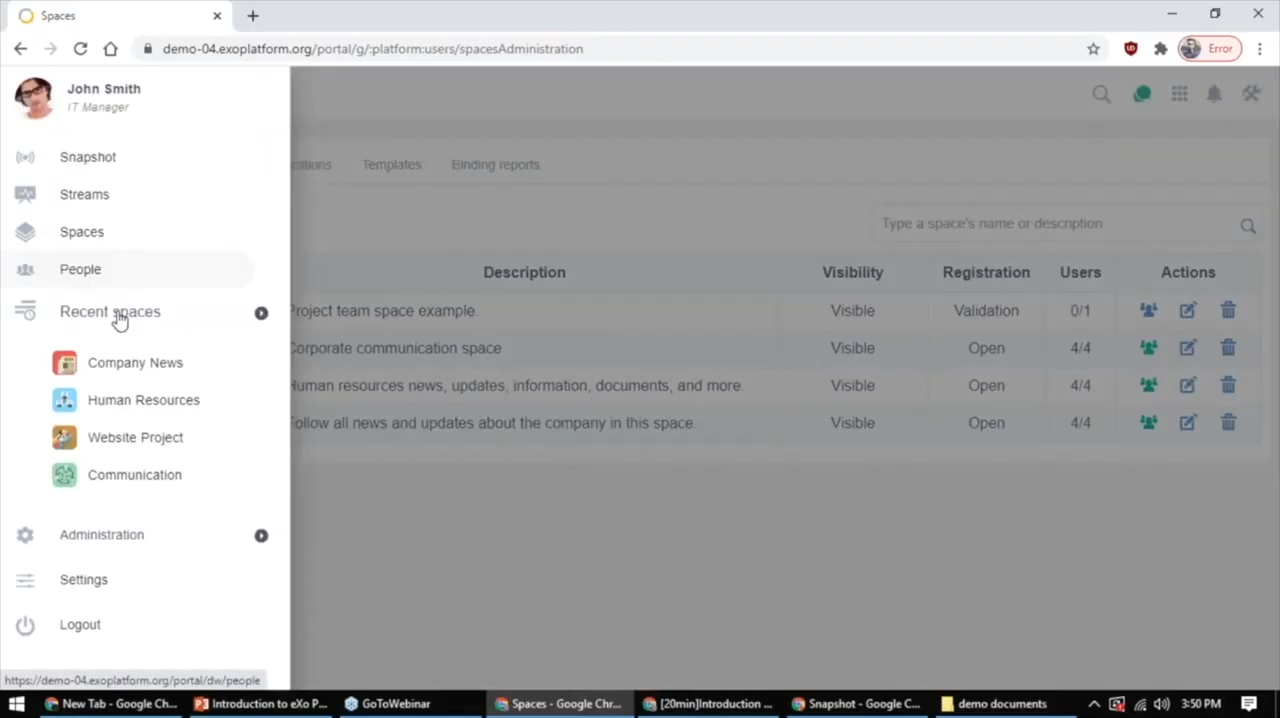 Spaces
demo-04.exoplatform.org/portal/g/:platform:users/spacesAdministration
Error
John Smith
IT Manager
Snapshot
Streams
Spaces
People
Recent spaces
Company News
Human Resources
Website Project
Communication
Administration
Settings
Logout
Templates Binding reports
Type a space's name or description
Description Visibility Registration Users Actions
Project team space example. Visible Validation 0/1
Corporate communication space Visible Open 4/4
Human resources news, updates, information, documents, and more. Visible Open 4/4
Follow all news and updates about the company in this space. Visible Open 4/4
https://demo-04.exoplatform.org/portal/dw/people
New Tab - Google Ch... Introduction to eXo P... GoToWebinar Spaces - Google Chr... [20min]Introduction ... Snapshot - Google C... demo documents 3:50 PM